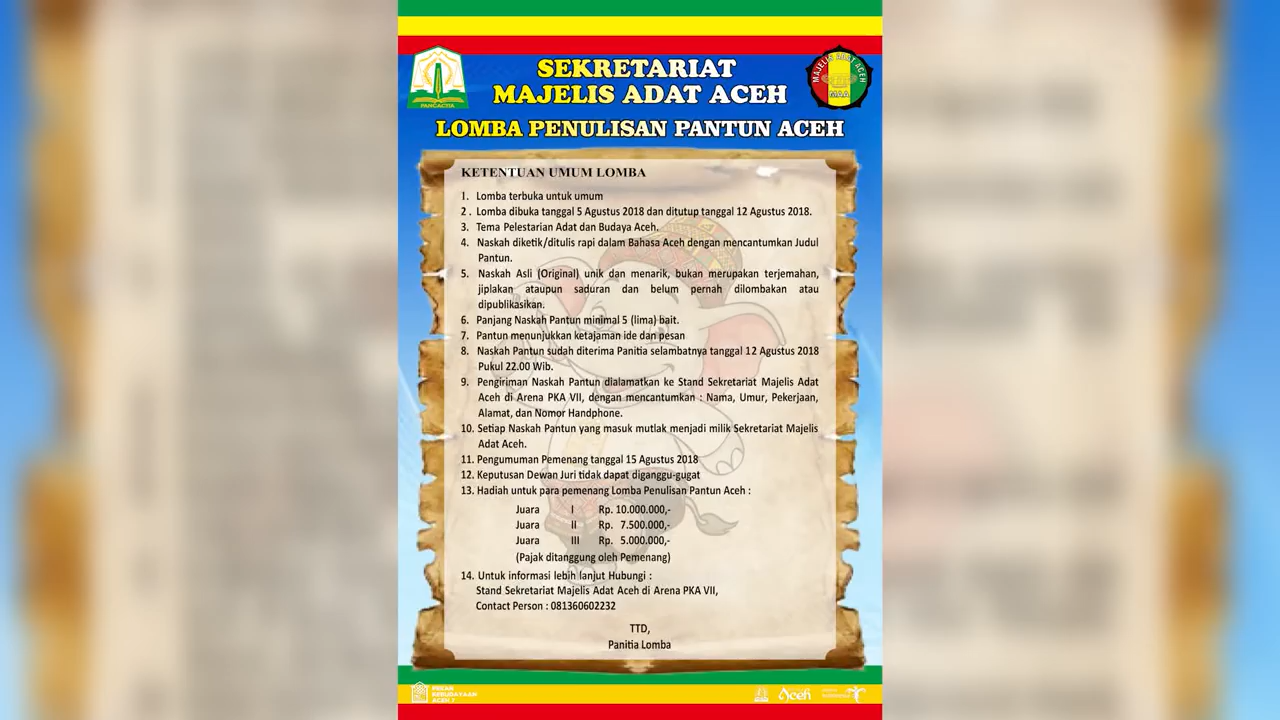 SEKRETARIAT
MAJELIS ADAT ACEH
LOMBA PENULISAN PANTUN ACEH
PANCACITA
MAJELIS ADAT ACEH
MAA
KETENTUAN UMUM LOMBA
1. Lomba terbuka untuk umum
2 . Lomba dibuka tanggal 5 Agustus 2018 dan ditutup tanggal 12 Agustus 2018.
3. Tema Pelestarian Adat dan Budaya Aceh.
4. Naskah diketik/ditulis rapi dalam Bahasa Aceh dengan mencantumkan Judul
Pantun.
5. Naskah Asli (Original) unik dan menarik, bukan merupakan terjemahan,
jiplakan ataupun saduran dan belum pernah dilombakan atau
dipublikasikan.
6. Panjang Naskah Pantun minimal 5 (lima) bait.
7. Pantun menunjukkan ketajaman ide dan pesan
8. Naskah Pantun sudah diterima Panitia selambatnya tanggal 12 Agustus 2018
Pukul 22.00 Wib.
9. Pengiriman Naskah Pantun dialamatkan ke Stand Sekretariat Majelis Adat
Aceh di Arena PKA VII, dengan mencantumkan : Nama, Umur, Pekerjaan,
Alamat, dan Nomor Handphone.
10. Setiap Naskah Pantun yang masuk mutlak menjadi milik Sekretariat Majelis
Adat Aceh.
11. Pengumuman Pemenang tanggal 15 Agustus 2018
12. Keputusan Dewan Juri tidak dapat diganggu-gugat
13. Hadiah untuk para pemenang Lomba Penulisan Pantun Aceh :
Juara I Rp. 10.000.000,-
Juara II Rp. 7.500.000,-
Juara III Rp. 5.000.000,-
(Pajak ditanggung oleh Pemenang)
14. Untuk informasi lebih lanjut Hubungi :
Stand Sekretariat Majelis Adat Aceh di Arena PKA VII,
Contact Person : 081360602232
TTD,
Panitia Lomba
PEKAN
KEBUDAYAAN
ACEH 7
Aceh